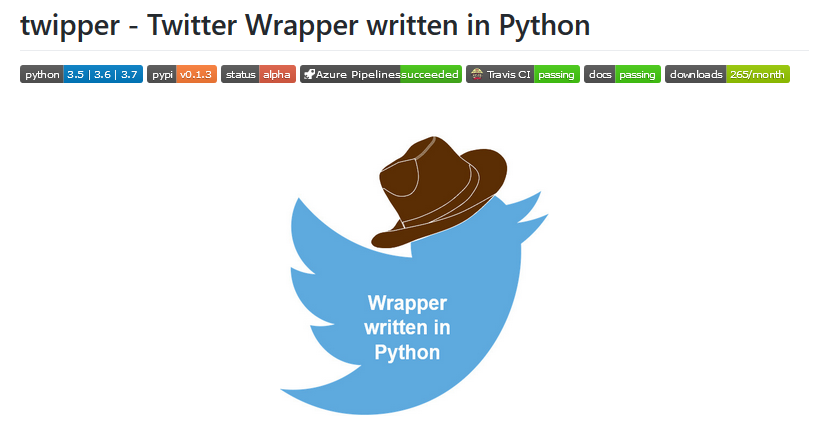 twipper - Twitter Wrapper written in Python
python 3.5 | 3.6 | 3.7 pypi v0.1.3 status alpha Azure Pipelines succeeded Travis CI passing docs passing downloads 265/month
Wrapper
written in
Python